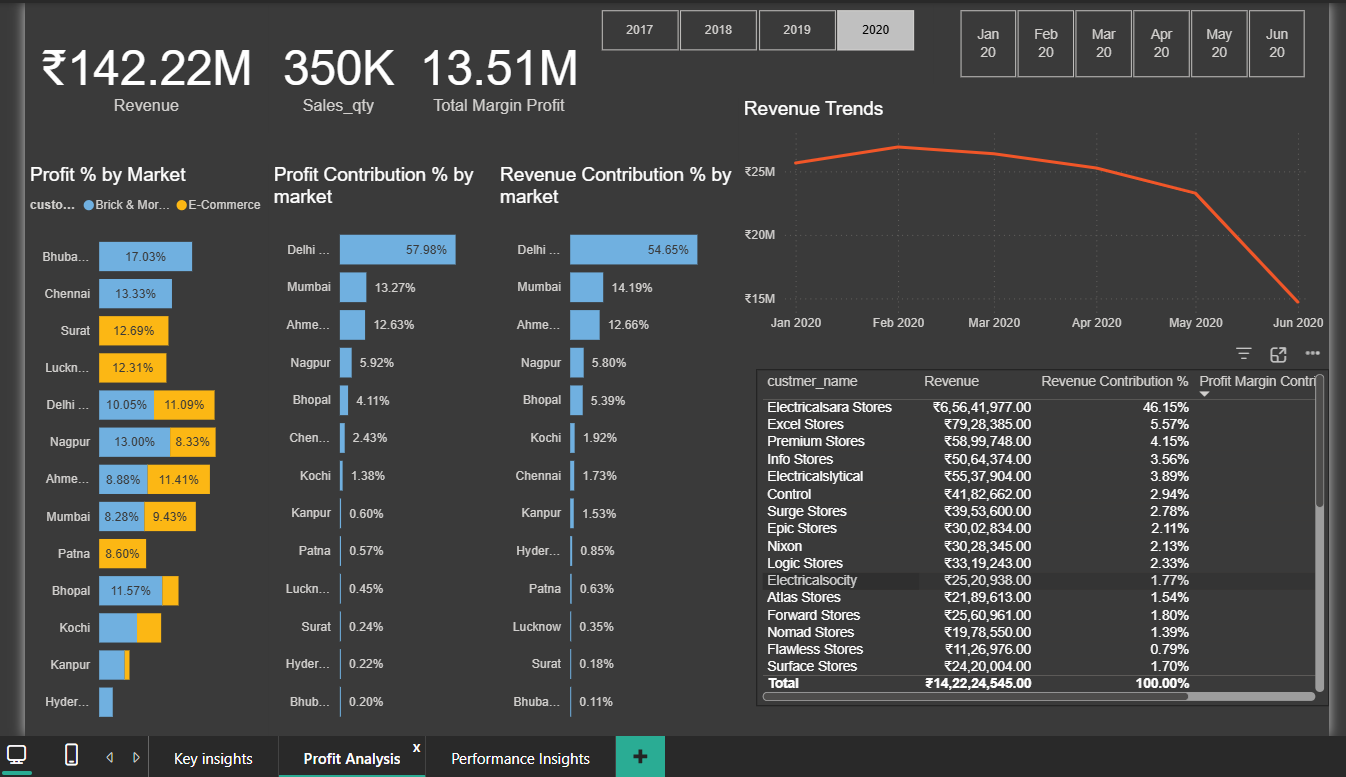 2017 2018 2019 2020
Jan 20 Feb 20 Mar 20 Apr 20 May 20 Jun 20
₹142.22M 350K 13.51M
Revenue Sales_qty Total Margin Profit
Revenue Trends
₹25M
₹20M
₹15M
Jan 2020 Feb 2020 Mar 2020 Apr 2020 May 2020 Jun 2020
Profit % by Market
custo... Brick & Mor... E-Commerce
Bhuba... 17.03%
Chennai 13.33%
Surat 12.69%
Luckn... 12.31%
Delhi ... 10.05% 11.09%
Nagpur 13.00% 8.33%
Ahme... 8.88% 11.41%
Mumbai 8.28% 9.43%
Patna 8.60%
Bhopal 11.57%
Kochi
Kanpur
Hyder...
Profit Contribution % by
market
Delhi ... 57.98%
Mumbai 13.27%
Ahme... 12.63%
Nagpur 5.92%
Bhopal 4.11%
Chen... 2.43%
Kochi 1.38%
Kanpur 0.60%
Patna 0.57%
Luckn... 0.45%
Surat 0.24%
Hyder... 0.22%
Bhub... 0.20%
Revenue Contribution % by
market
Delhi ... 54.65%
Mumbai 14.19%
Ahme... 12.66%
Nagpur 5.80%
Bhopal 5.39%
Kochi 1.92%
Chennai 1.73%
Kanpur 1.53%
Hyder... 0.85%
Patna 0.63%
Lucknow 0.35%
Surat 0.18%
Bhuba... 0.11%
custmer_name Revenue Revenue Contribution % Profit Margin Contri
Electricalsara Stores ₹6,56,41,977.00 46.15%
Excel Stores ₹79,28,385.00 5.57%
Premium Stores ₹58,99,748.00 4.15%
Info Stores ₹50,64,374.00 3.56%
Electricalslytical ₹55,37,904.00 3.89%
Control ₹41,82,662.00 2.94%
Surge Stores ₹39,53,600.00 2.78%
Epic Stores ₹30,02,834.00 2.11%
Nixon ₹30,28,345.00 2.13%
Logic Stores ₹33,19,243.00 2.33%
Electricalsocity ₹25,20,938.00 1.77%
Atlas Stores ₹21,89,613.00 1.54%
Forward Stores ₹25,60,961.00 1.80%
Nomad Stores ₹19,78,550.00 1.39%
Flawless Stores ₹11,26,976.00 0.79%
Surface Stores ₹24,20,004.00 1.70%
Total ₹14,22,24,545.00 100.00%
Key insights Profit Analysis x Performance Insights +